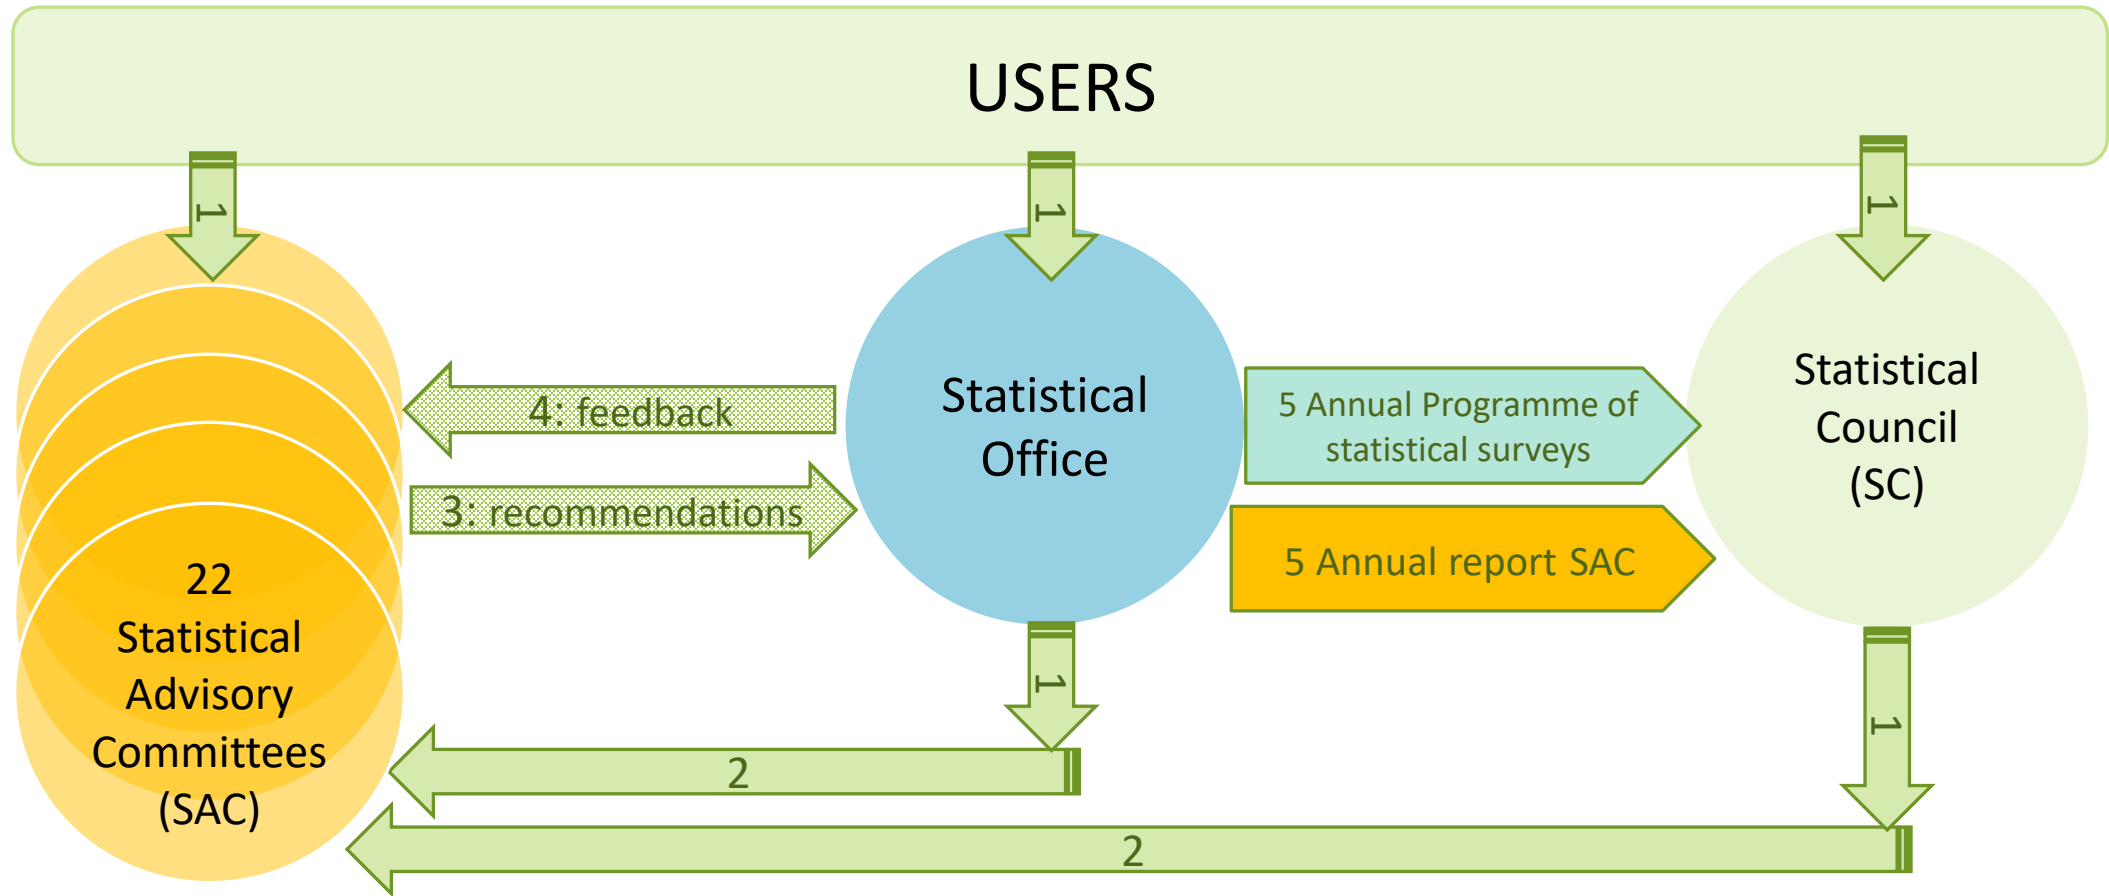 USERS
1
1
1
22
Statistical
Advisory
Committees
(SAC)
4: feedback
3: recommendations
Statistical
Office
5 Annual Programme of
statistical surveys
5 Annual report SAC
Statistical
Council
(SC)
1
1
2
2